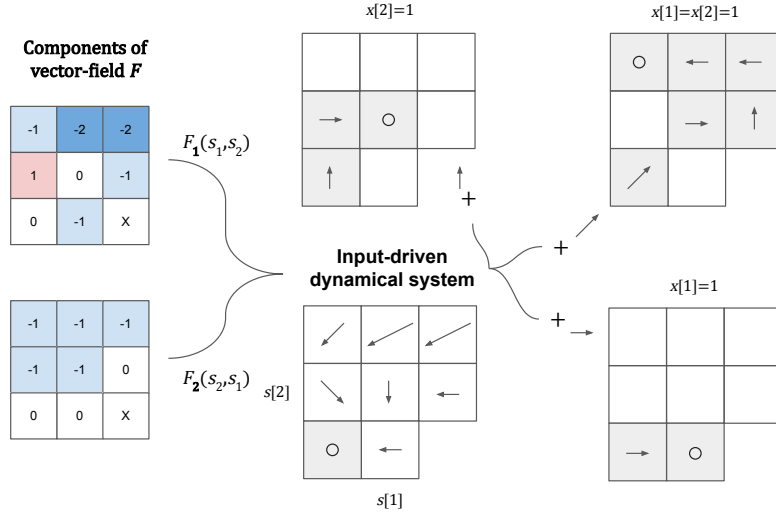 x[2]=1
x[1]=x[2]=1
Components of
vector-field F
-1 -2 -2
1 0 -1
0 -1 X
F1(s1,s2)
+
+
Input-driven
dynamical system
x[1]=1
+
-1 -1 -1
-1 -1 0
0 0 X
F2(s2,s1)
s[2]
s[1]